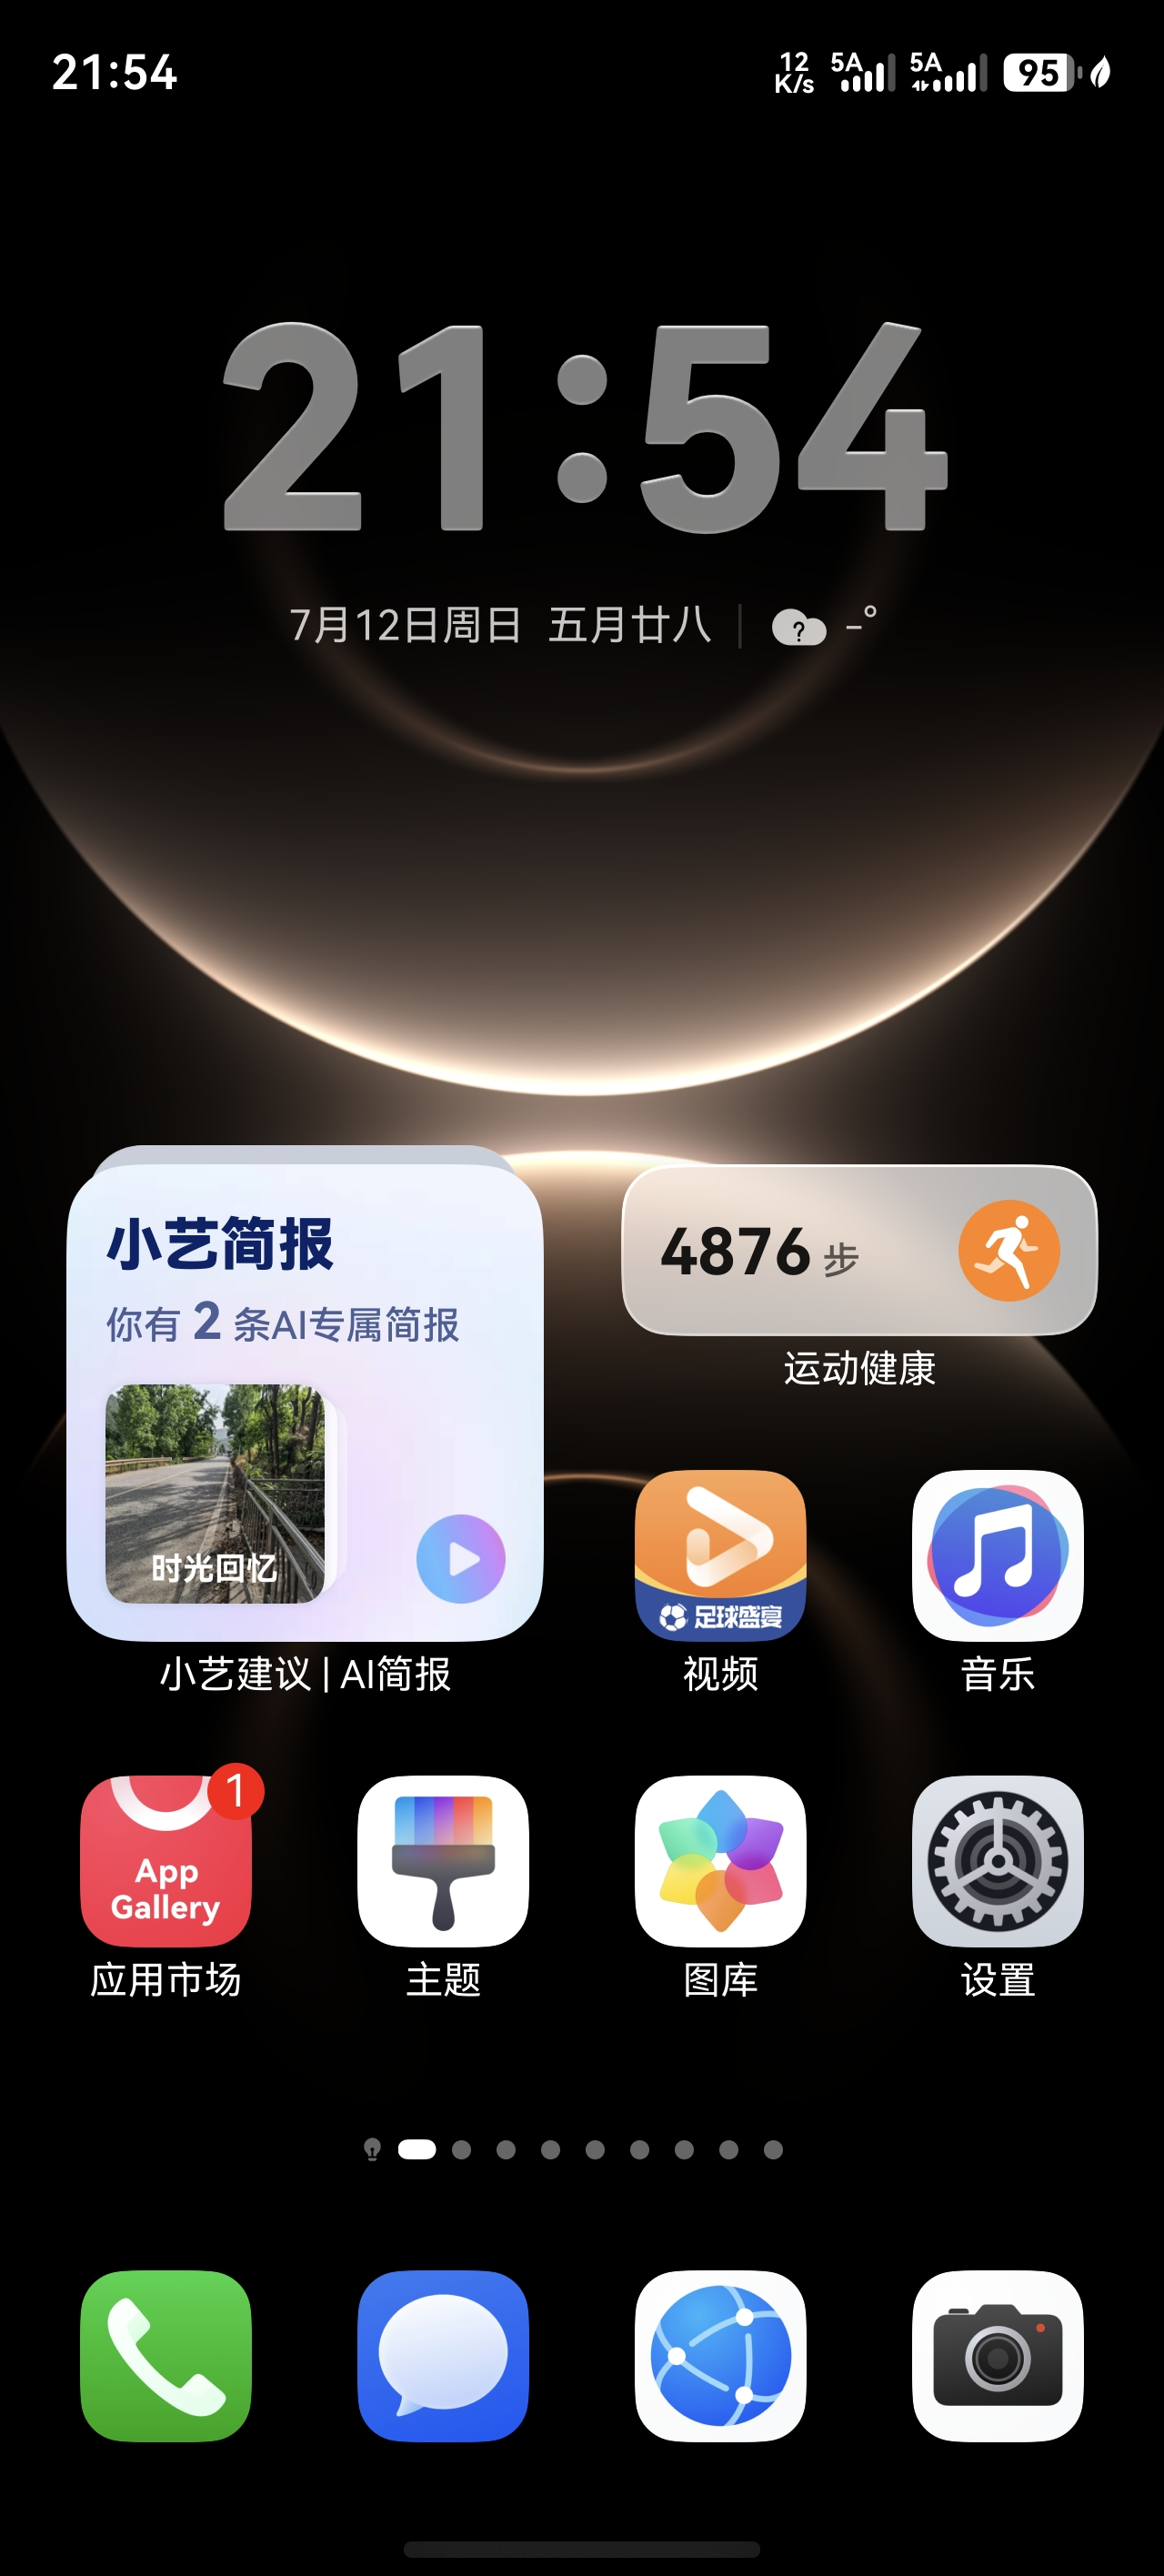 21:54
12 K/s 5A 5A 95
21:54
7月12日周日 五月廿八 -°
小艺简报
你有 2 条AI专属简报
时光回忆
小艺建议 | AI简报
4876 步
运动健康
足球盛宴
视频
音乐
1
App
Gallery
应用市场
主题
图库
设置